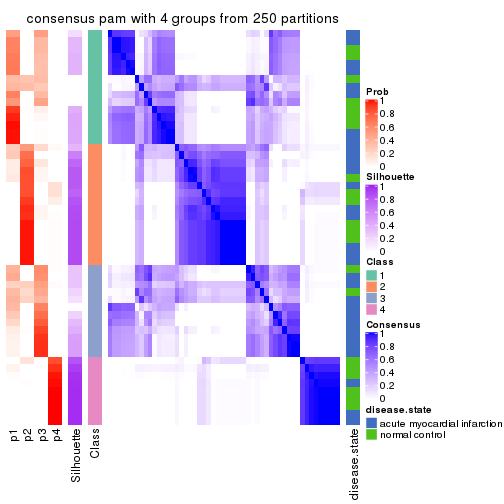 consensus pam with 4 groups from 250 partitions
Prob
1
0.8
0.6
0.4
0.2
0
Silhouette
1
0.8
0.6
0.4
0.2
0
Class
1
2
3
4
Consensus
1
0.8
0.6
0.4
0.2
0
disease.state
acute myocardial infarction
normal control
p1
p2
p3
p4
Silhouette
Class
disease.state